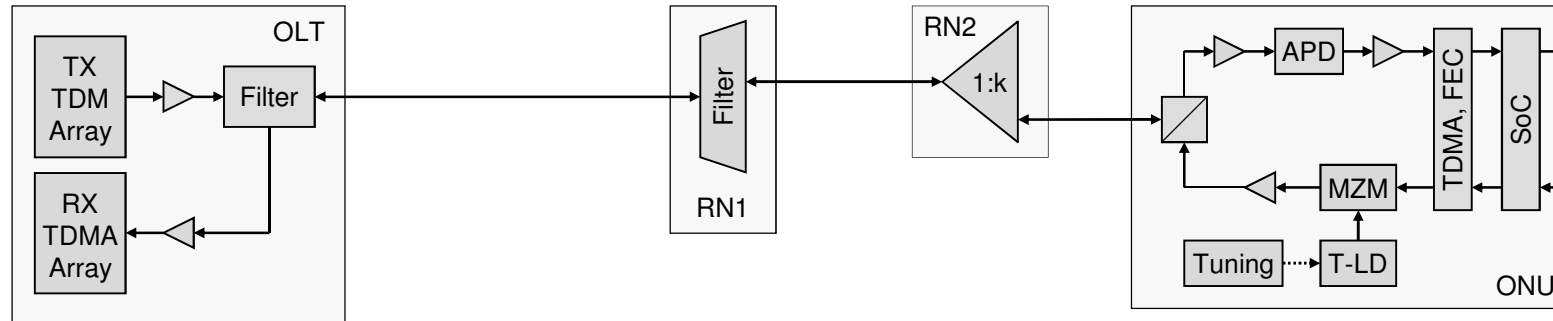 OLT
TX
TDM
Array
Filter
RX
TDMA
Array
Filter
RN1
RN2
1:k
APD
TDMA, FEC
SoC
MZM
Tuning
T-LD
ONU